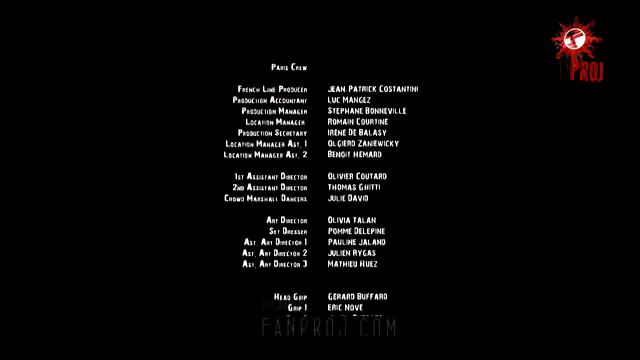 PARIS CREW
FRENCH LINE PRODUCER JEAN-PATRICK COSTANTINI
PRODUCTION ACCOUNTANT LUC MANGEZ
PRODUCTION MANAGER STEPHANE BONNEVILLE
LOCATION MANAGER ROMAIN COURTINE
PRODUCTION SECRETARY IRENE DE BALASY
LOCATION MANAGER AST. 1 OLGIERD ZANIEWICKY
LOCATION MANAGER AST. 2 BENOIT HEMARD
1ST ASSISTANT DIRECTOR OLIVIER COUTARD
2ND ASSISTANT DIRECTOR THOMAS GHITTI
CROWD MARSHALL DANCERS JULIE DAVID
ART DIRECTOR OLIVIA TALAN
SET DRESSER POMME DELEPINE
AST. ART DIRECTOR 1 PAULINE JALAND
AST. ART DIRECTOR 2 JULIEN RYGAS
AST. ART DIRECTOR 3 MATHIEU HUEZ
HEAD GRIP GERARD BUFFARD
GRIP 1 ERIC NOVE
FANPROJ.COM
PROJ